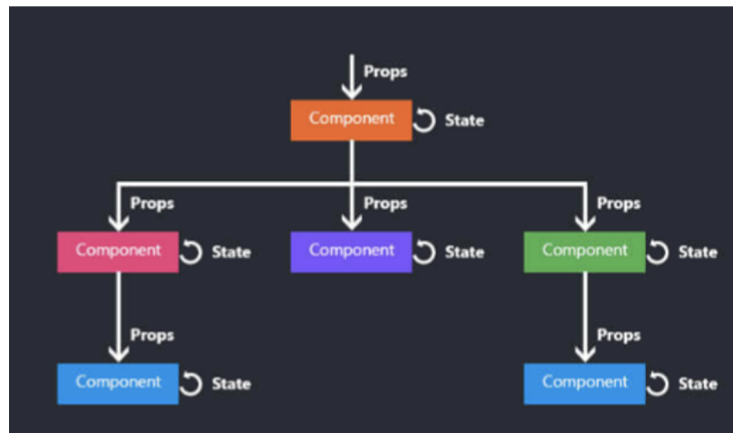 Props
Component State
Props Props Props
Component State Component State Component State
Props Props
Component State Component State